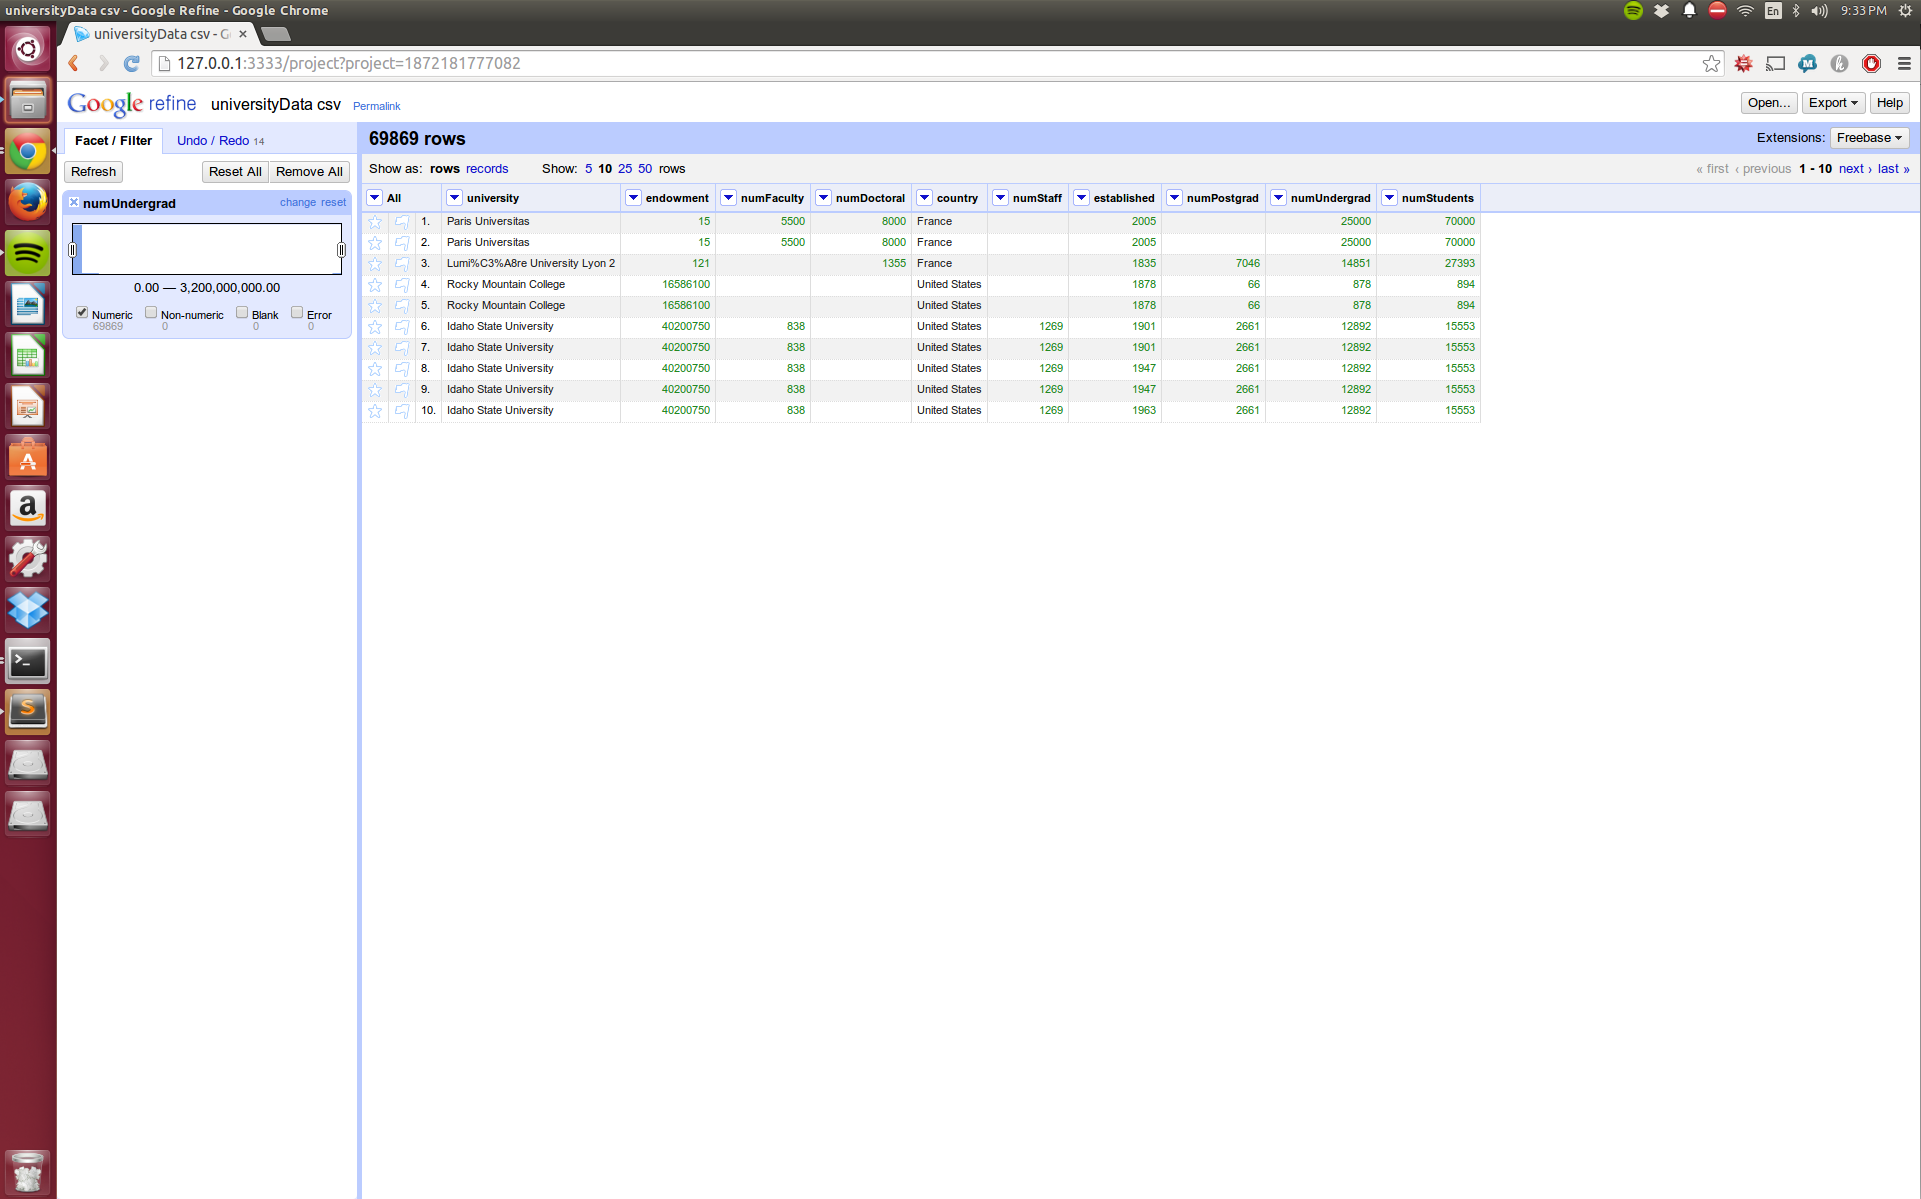 universityData csv - Google Refine - Google Chrome
En
9:33 PM
universityData csv - G
127.0.0.1:3333/project?project=1872181777082
Google refine universityData csv Permalink
Open... Export Help
Facet / Filter Undo / Redo 14
69869 rows
Extensions: Freebase
Refresh Reset All Remove All
Show as: rows records Show: 5 10 25 50 rows
« first ‹ previous 1 - 10 next › last »
numUndergrad change reset
0.00 — 3,200,000,000.00
Numeric 69869 Non-numeric 0 Blank 0 Error 0
All university endowment numFaculty numDoctoral country numStaff established numPostgrad numUndergrad numStudents
1. Paris Universitas 15 5500 8000 France 2005 25000 70000
2. Paris Universitas 15 5500 8000 France 2005 25000 70000
3. Lumi%C3%A8re University Lyon 2 121 1355 France 1835 7046 14851 27393
4. Rocky Mountain College 16586100 United States 1878 66 878 894
5. Rocky Mountain College 16586100 United States 1878 66 878 894
6. Idaho State University 40200750 838 United States 1269 1901 2661 12892 15553
7. Idaho State University 40200750 838 United States 1269 1901 2661 12892 15553
8. Idaho State University 40200750 838 United States 1269 1947 2661 12892 15553
9. Idaho State University 40200750 838 United States 1269 1947 2661 12892 15553
10. Idaho State University 40200750 838 United States 1269 1963 2661 12892 15553